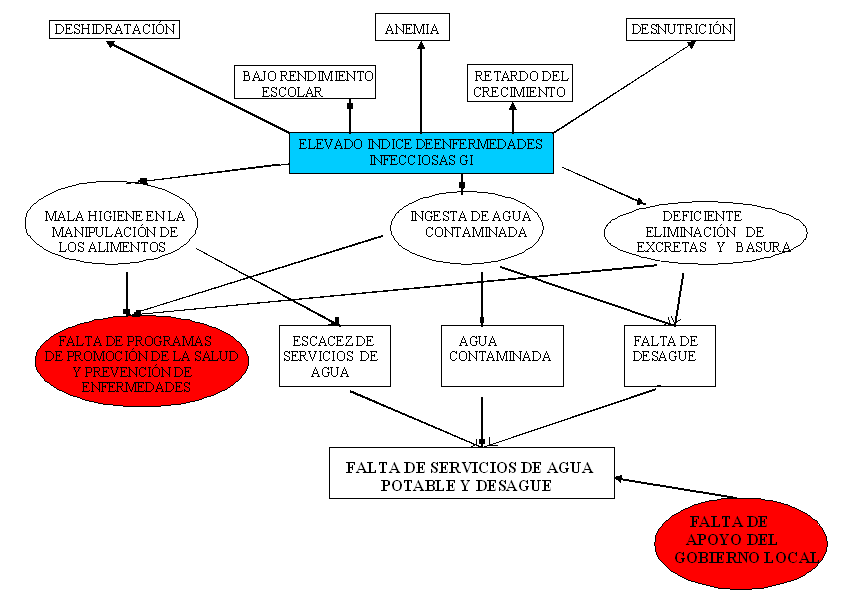 DESHIDRATACIÓN
ANEMIA
DESNUTRICIÓN
BAJO RENDIMIENTO
ESCOLAR
RETARDO DEL
CRECIMIENTO
ELEVADO INDICE DEENFERMEDADES
INFECCIOSAS GI
MALA HIGIENE EN LA
MANIPULACIÓN DE
LOS ALIMENTOS
INGESTA DE AGUA
CONTAMINADA
DEFICIENTE
ELIMINACIÓN DE
EXCRETAS Y BASURA
FALTA DE PROGRAMAS
DE PROMOCIÓN DE LA SALUD
Y PREVENCIÓN DE
ENFERMEDADES
ESCACEZ DE
SERVICIOS DE
AGUA
AGUA
CONTAMINADA
FALTA DE
DESAGUE
FALTA DE SERVICIOS DE AGUA
POTABLE Y DESAGUE
FALTA DE
APOYO DEL
GOBIERNO LOCAL